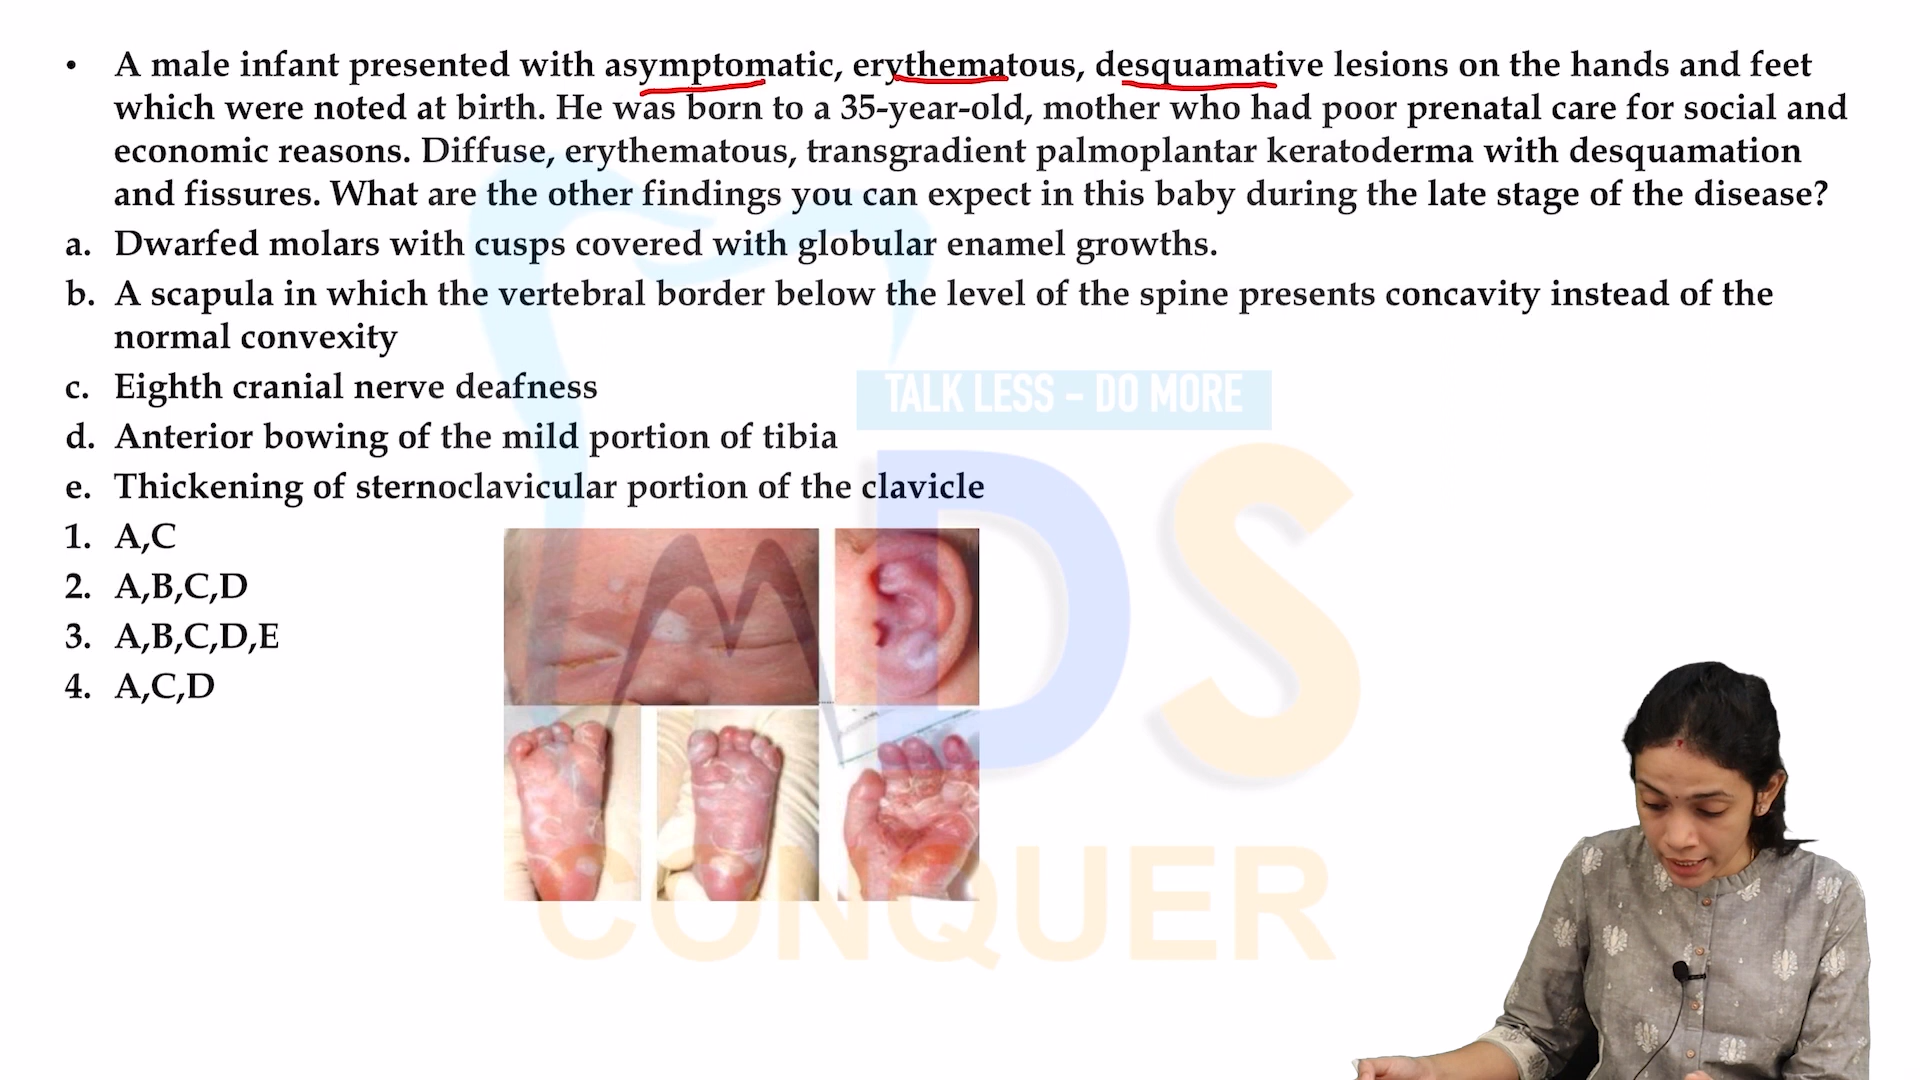 • A male infant presented with asymptomatic, erythematous, desquamative lesions on the hands and feet
which were noted at birth. He was born to a 35-year-old, mother who had poor prenatal care for social and
economic reasons. Diffuse, erythematous, transgradient palmoplantar keratoderma with desquamation
and fissures. What are the other findings you can expect in this baby during the late stage of the disease?
a. Dwarfed molars with cusps covered with globular enamel growths.
b. A scapula in which the vertebral border below the level of the spine presents concavity instead of the
normal convexity
c. Eighth cranial nerve deafness
TALK LESS – DO MORE
d. Anterior bowing of the mild portion of tibia
e. Thickening of sternoclavicular portion of the clavicle
1. A,C
2. A,B,C,D
3. A,B,C,D,E
4. A,C,D
MDS
CONQUER